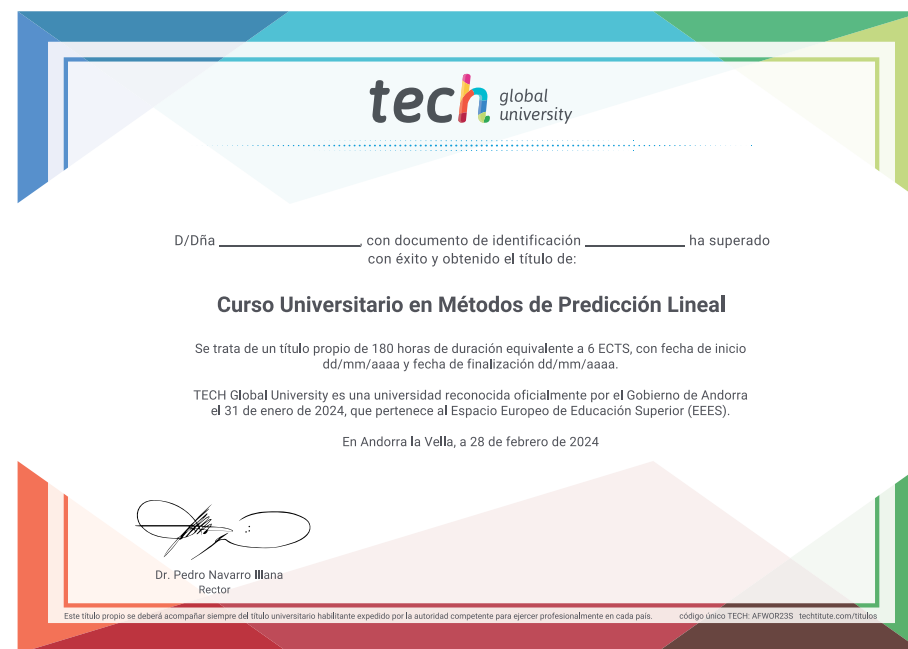 tech global university
D/Dña ____________________, con documento de identificación ______________ ha superado
con éxito y obtenido el título de:
Curso Universitario en Métodos de Predicción Lineal
Se trata de un título propio de 180 horas de duración equivalente a 6 ECTS, con fecha de inicio
dd/mm/aaaa y fecha de finalización dd/mm/aaaa.
TECH Global University es una universidad reconocida oficialmente por el Gobierno de Andorra
el 31 de enero de 2024, que pertenece al Espacio Europeo de Educación Superior (EEES).
En Andorra la Vella, a 28 de febrero de 2024
Dr. Pedro Navarro Illana
Rector
Este título propio se deberá acompañar siempre del título universitario habilitante expedido por la autoridad competente para ejercer profesionalmente en cada país. código único TECH: AFWOR23S techtitute.com/titulos